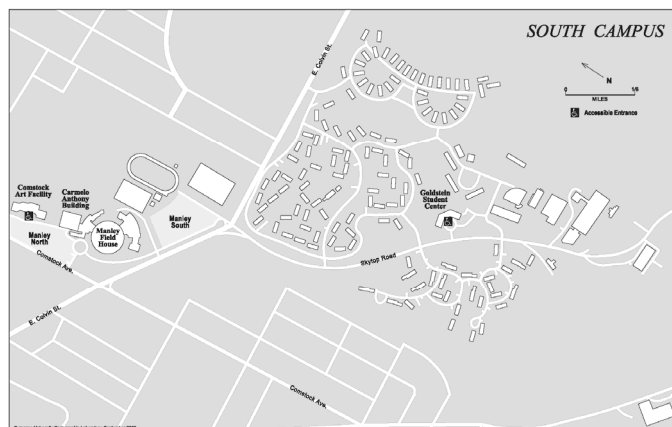 SOUTH CAMPUS
N
0 1/6
MILES
Accessible Entrance
E. Colvin St.
Comstock
Art Facility
Carmelo
Anthony
Building
Manley
North
Manley
Field
House
Manley
South
Goldstein
Student
Center
Comstock Ave.
Skytop Road
E. Colvin St.
Comstock Ave.